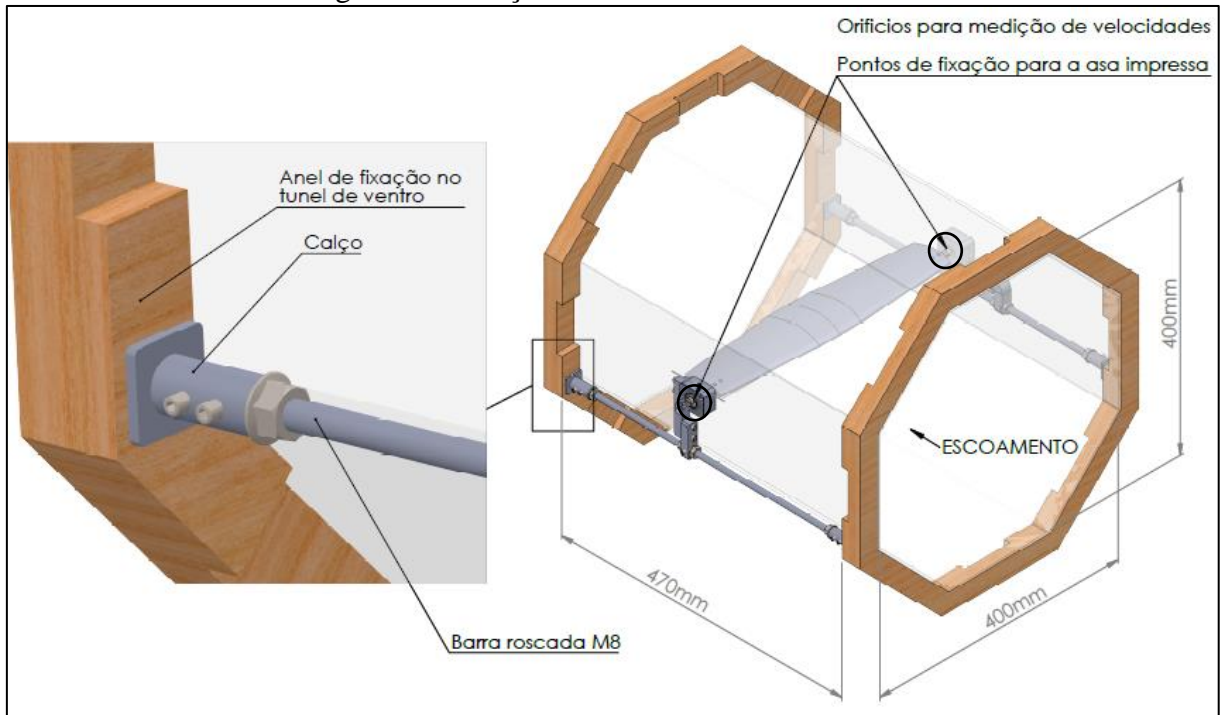 Orificios para medição de velocidades
Pontos de fixação para a asa impressa
Anel de fixação no
tunel de ventro
Calço
400mm
ESCOAMENTO
470mm
400mm
Barra roscada M8